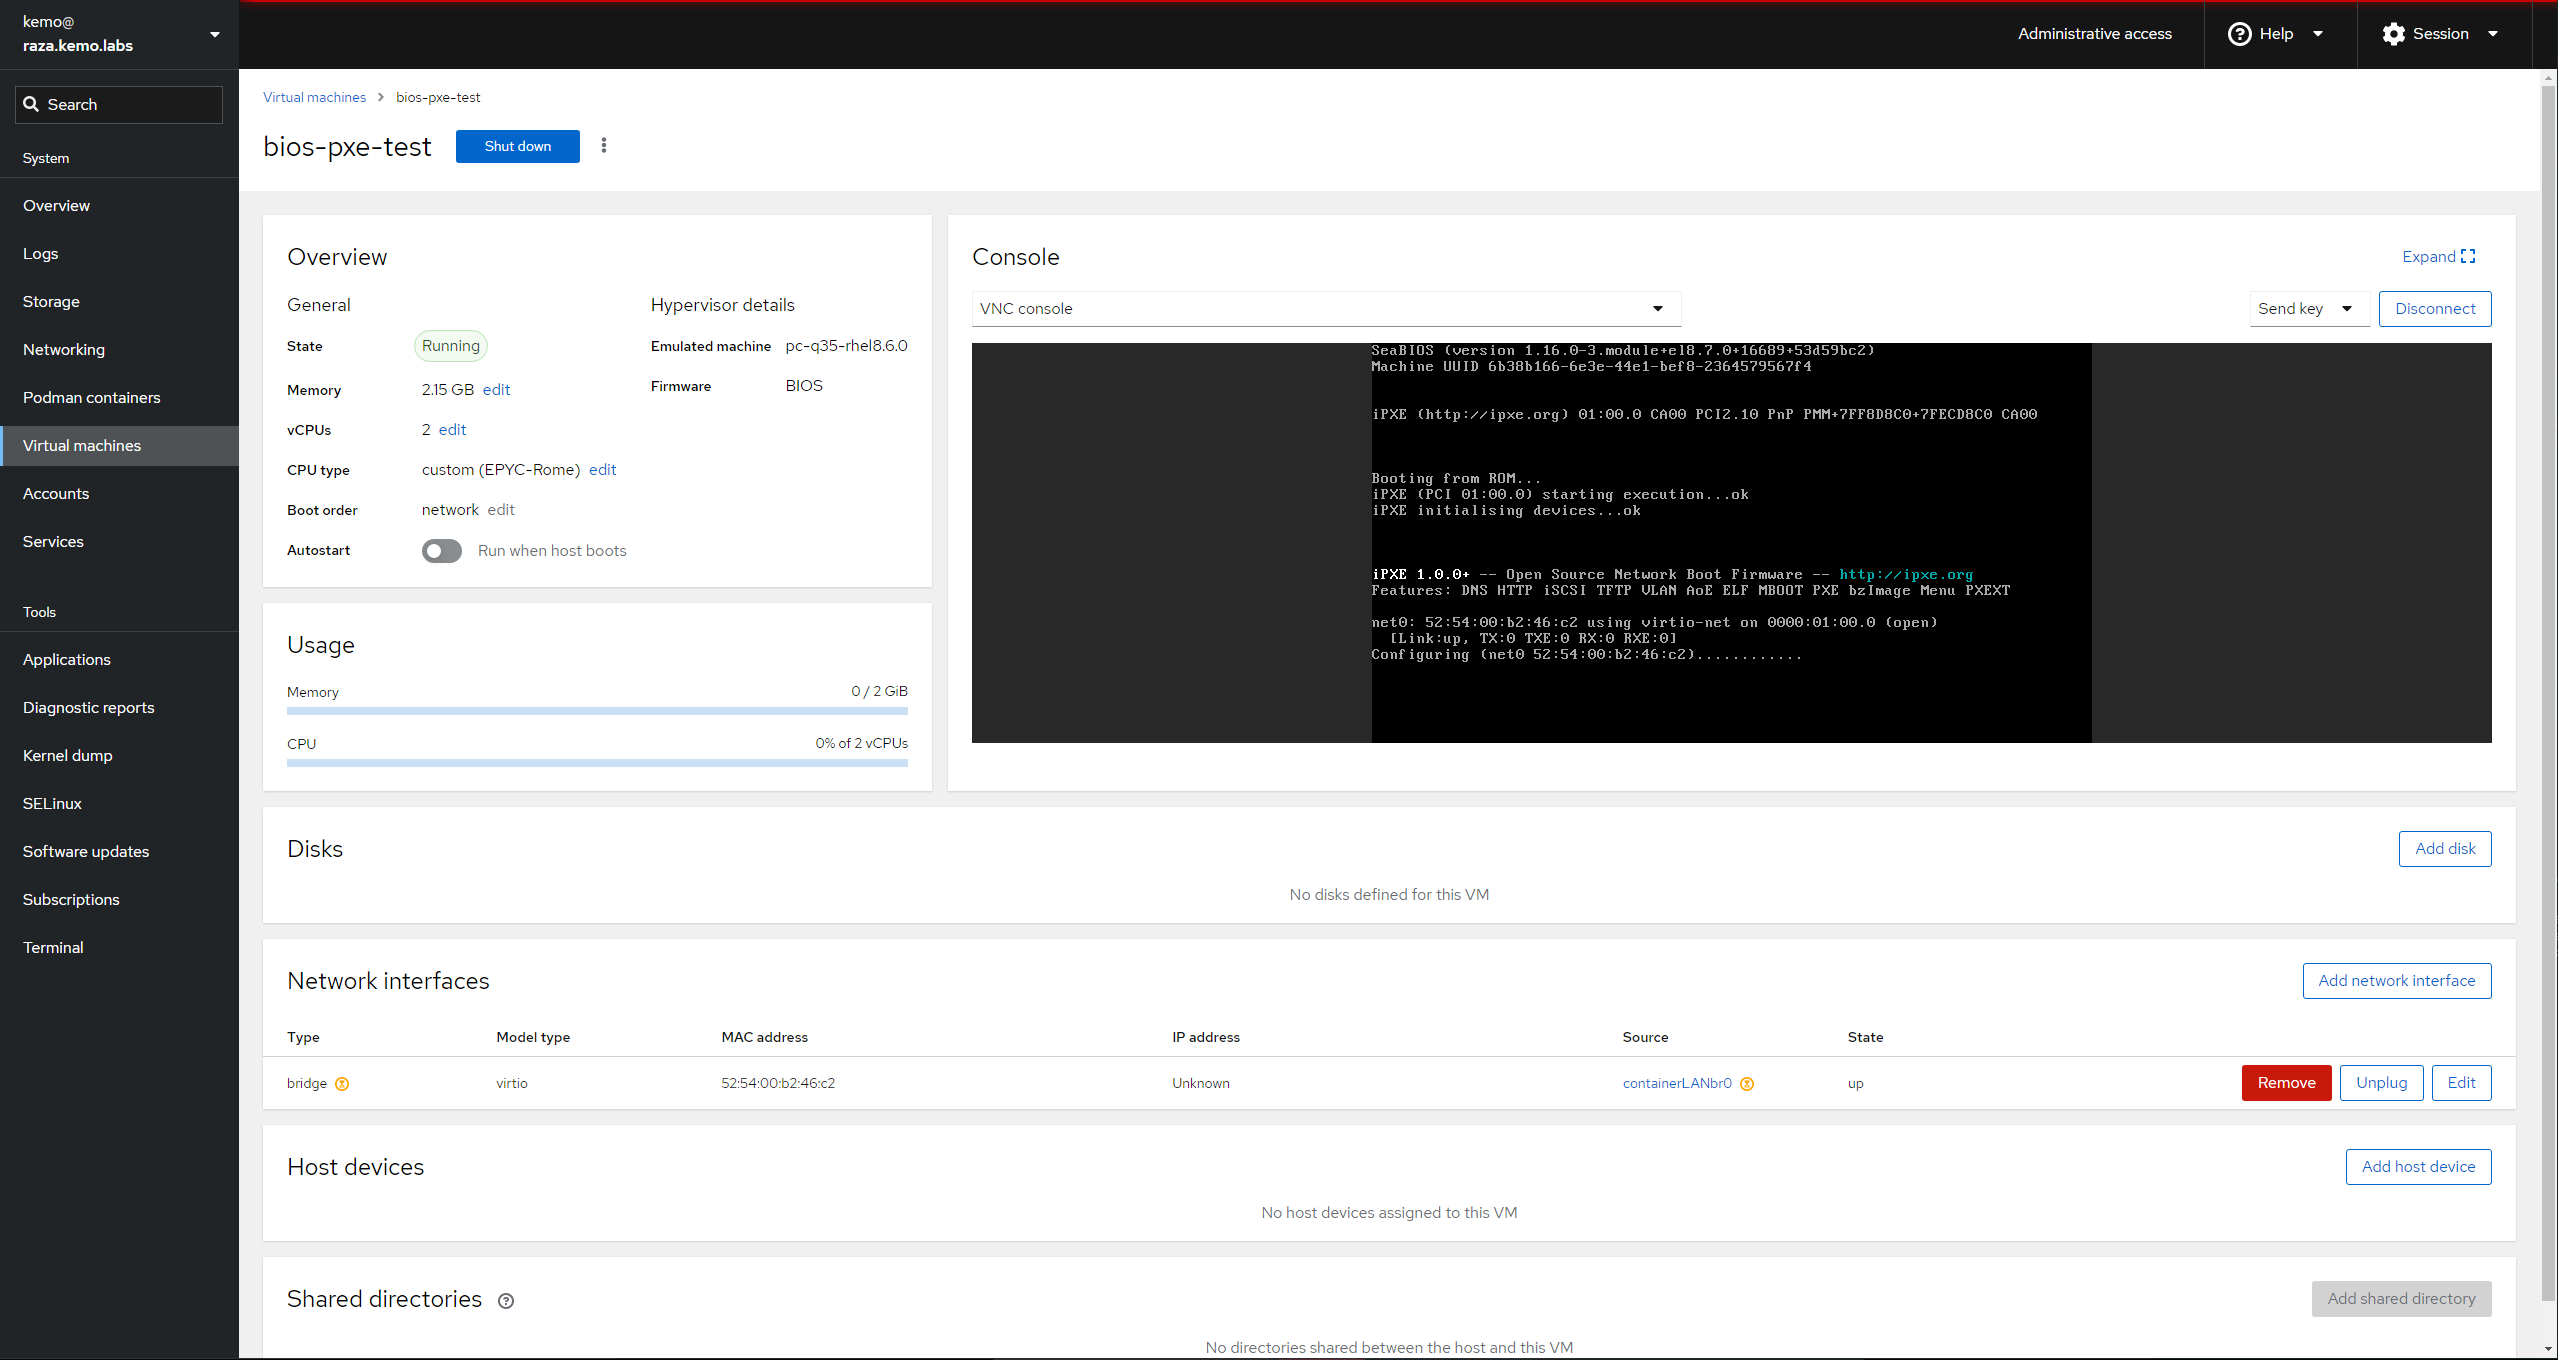 kemo@
raza.kemo.labs
Administrative access
Help
Session
Search
System
Overview
Logs
Storage
Networking
Podman containers
Virtual machines
Accounts
Services
Tools
Applications
Diagnostic reports
Kernel dump
SELinux
Software updates
Subscriptions
Terminal
Virtual machines > bios-pxe-test
bios-pxe-test
Shut down
Overview
General
State Running
Memory 2.15 GB edit
vCPUs 2 edit
CPU type custom (EPYC-Rome) edit
Boot order network edit
Autostart Run when host boots
Hypervisor details
Emulated machine pc-q35-rhel8.6.0
Firmware BIOS
Usage
Memory 0 / 2 GiB
CPU 0% of 2 vCPUs
Console
Expand
VNC console
Send key
Disconnect
SeaBIOS (version 1.16.0-3.module+el8.7.0+16689+53d59bc2)
Machine UUID 6b38b166-6e3e-44e1-bef8-2364579567f4
iPXE (http://ipxe.org) 01:00.0 CA00 PCI2.10 PnP PMM+7FF8D8C0+7FECD8C0 CA00
Booting from ROM...
iPXE (PCI 01:00.0) starting execution...ok
iPXE initialising devices...ok
iPXE 1.0.0+ -- Open Source Network Boot Firmware -- http://ipxe.org
Features: DNS HTTP iSCSI TFTP VLAN AoE ELF MBOOT PXE bzImage Menu PXEXT
net0: 52:54:00:b2:46:c2 using virtio-net on 0000:01:00.0 (open)
[Link:up, TX:0 TXE:0 RX:0 RXE:0]
Configuring (net0 52:54:00:b2:46:c2)............
Disks
Add disk
No disks defined for this VM
Network interfaces
Add network interface
Type Model type MAC address IP address Source State
bridge virtio 52:54:00:b2:46:c2 Unknown containerLANbr0 up Remove Unplug Edit
Host devices
Add host device
No host devices assigned to this VM
Shared directories
Add shared directory
No directories shared between the host and this VM